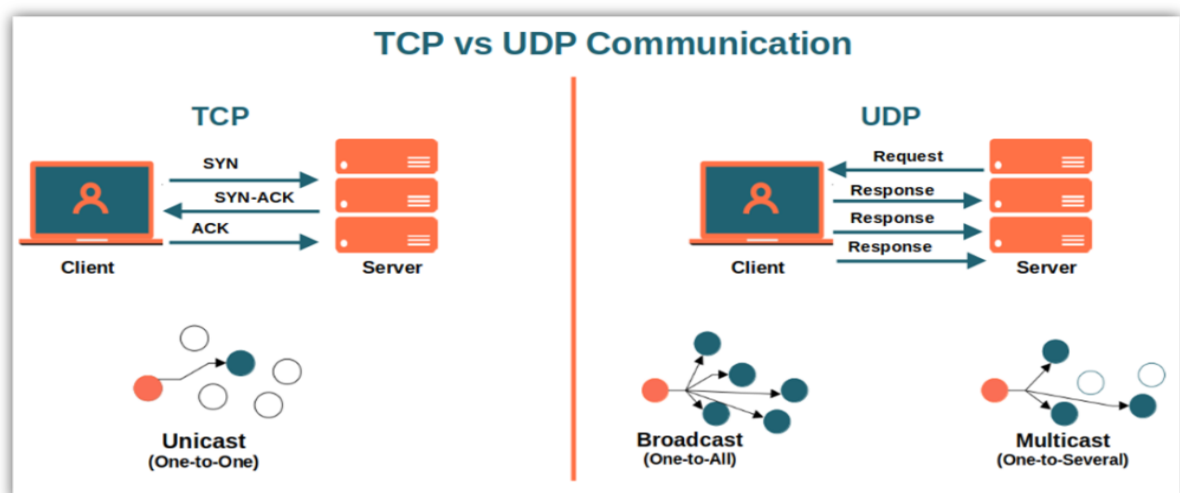 TCP vs UDP Communication
TCP
SYN
SYN-ACK
ACK
Client
Server
Unicast
(One-to-One)
UDP
Request
Response
Response
Response
Client
Server
Broadcast
(One-to-All)
Multicast
(One-to-Several)